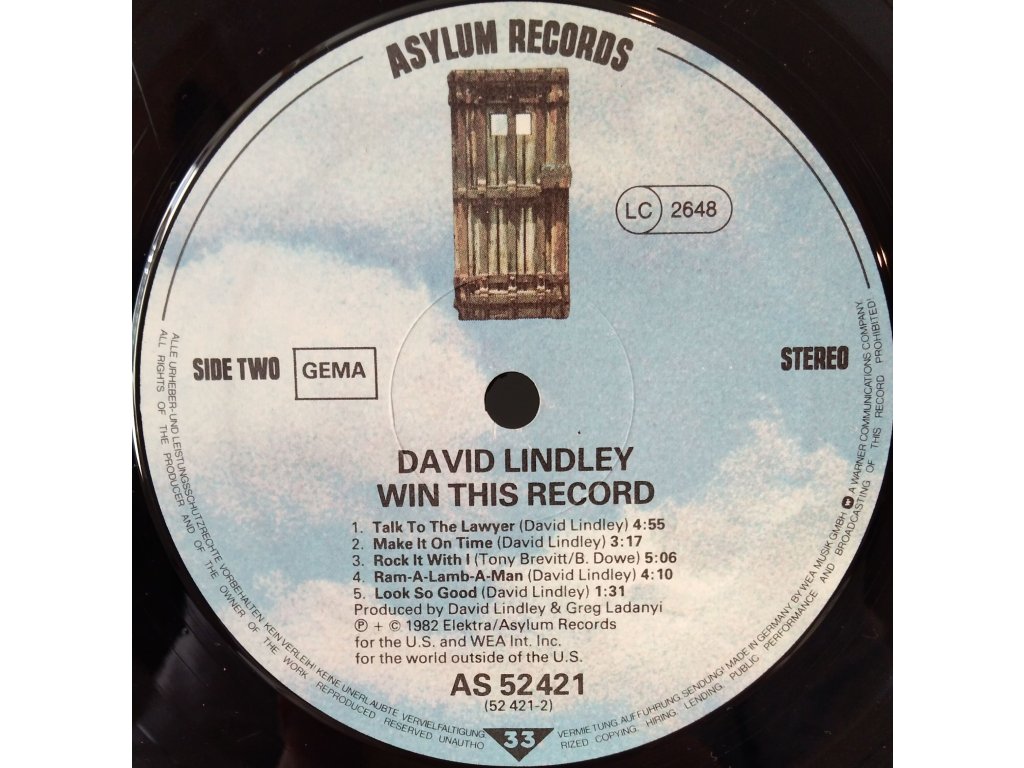 ASYLUM RECORDS
LC 2648
SIDE TWO
GEMA
STEREO
DAVID LINDLEY
WIN THIS RECORD
1. Talk To The Lawyer (David Lindley) 4:55
2. Make It On Time (David Lindley) 3:17
3. Rock It With I (Tony Brevitt/B. Dowe) 5:06
4. Ram-A-Lamb-A-Man (David Lindley) 4:10
5. Look So Good (David Lindley) 1:31
Produced by David Lindley & Greg Ladanyi
℗ + © 1982 Elektra/Asylum Records
for the U.S. and WEA Int. Inc.
for the world outside of the U.S.
AS 52421
(52 421-2)
33
ALLE URHEBER- UND LEISTUNGSSCHUTZRECHTE VORBEHALTEN KEIN VERLEIH! KEINE UNERLAUBTE VERVIELFÄLTIGUNG, VERMIETUNG, AUFFÜHRUNG, SENDUNG! MADE IN GERMANY BY WEA MUSIK GMBH A WARNER COMMUNICATIONS COMPANY.
ALL RIGHTS OF THE PRODUCER AND OF THE OWNER OF THE WORK REPRODUCED RESERVED UNAUTHORIZED COPYING HIRING LENDING, PUBLIC PERFORMANCE AND BROADCASTING OF THIS RECORD PROHIBITED!